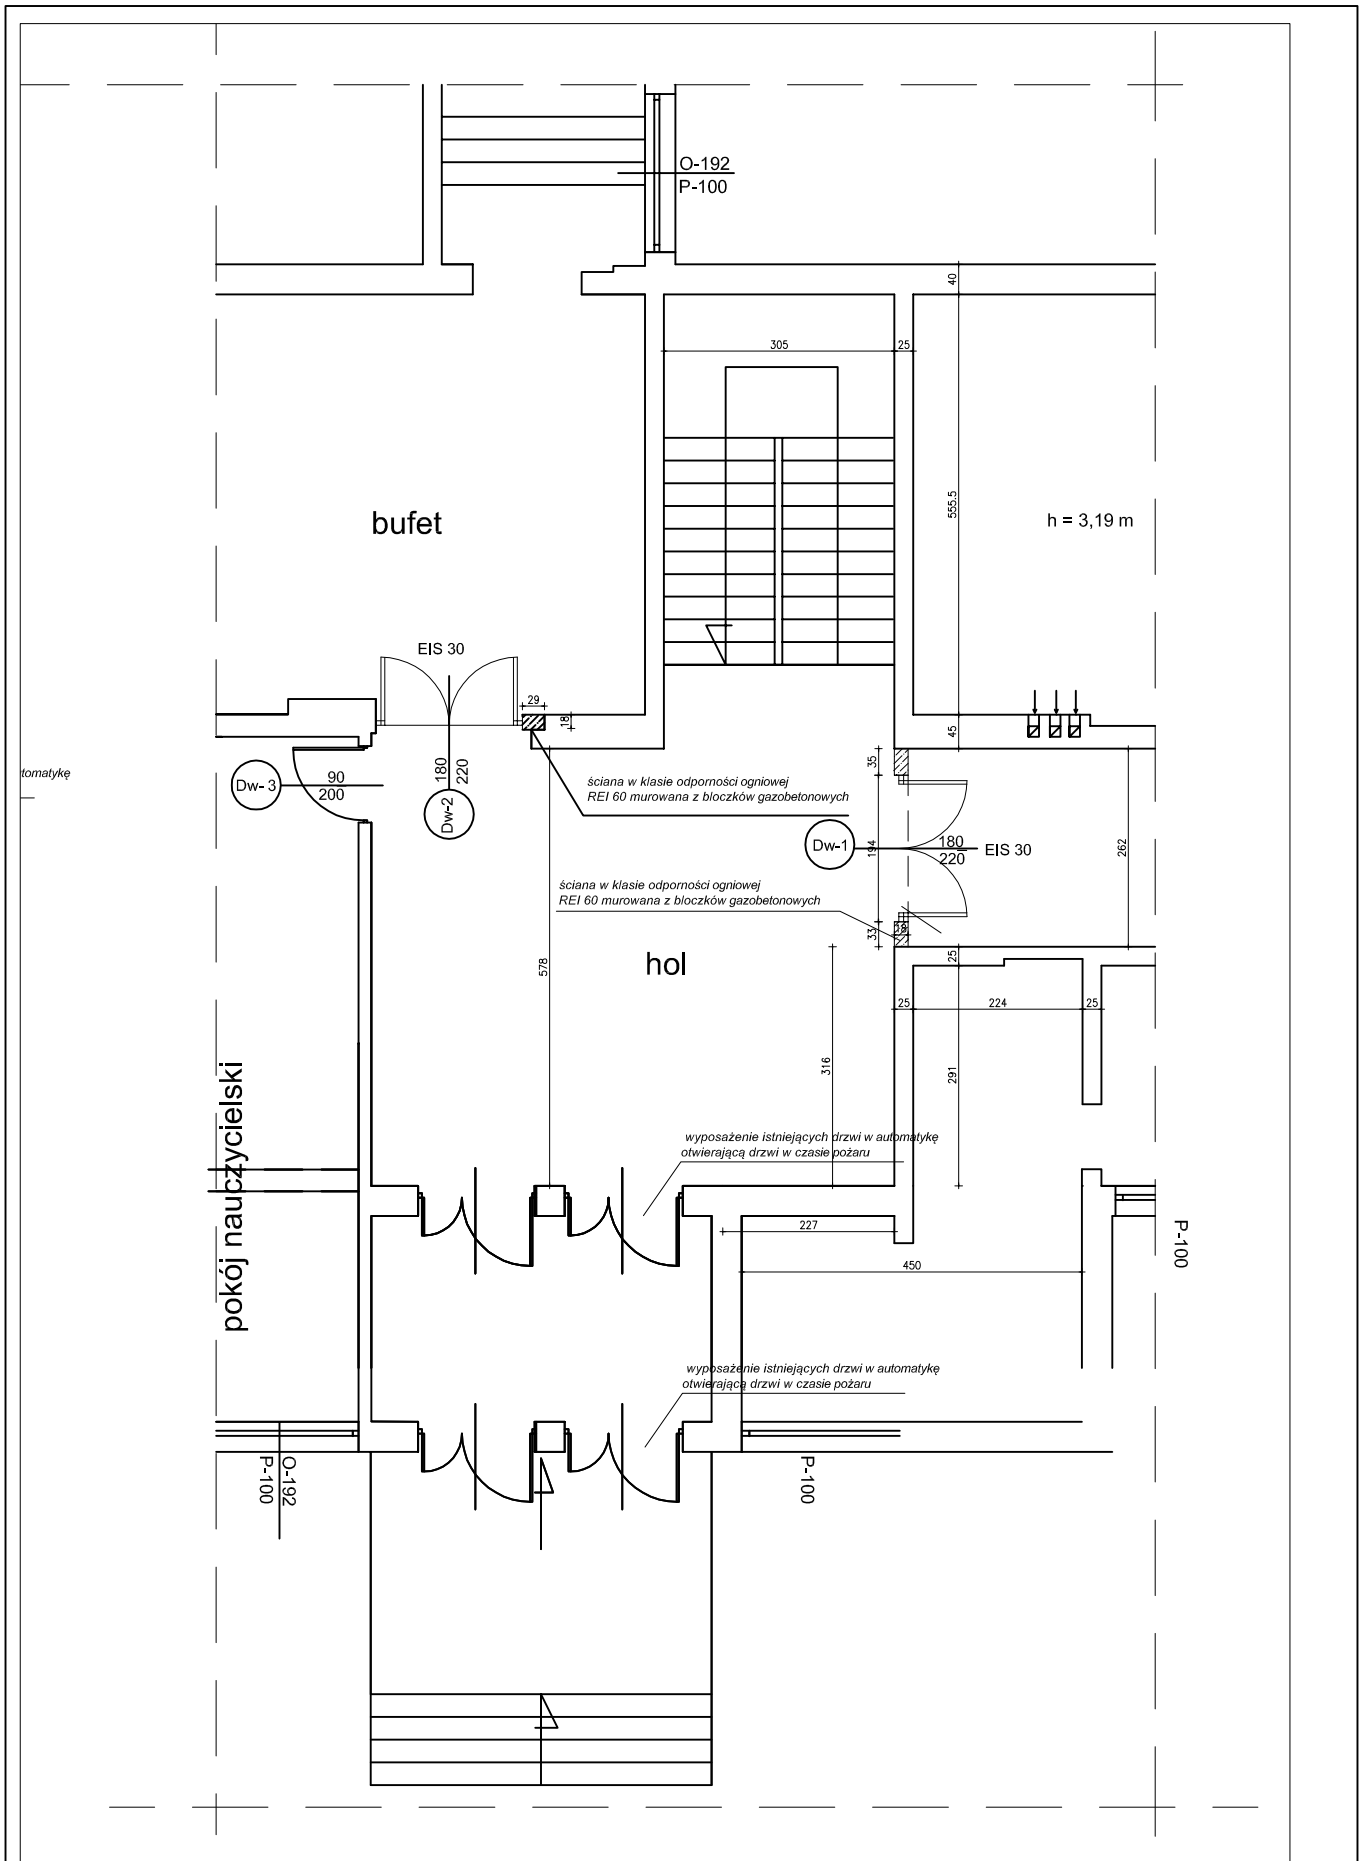 O-192
P-100
40
305
25
555.5
bufet
h = 3,19 m
EIS 30
29
18
45
tomatykę
Dw- 3
90
200
180
220
Dw-2
ściana w klasie odporności ogniowej
REI 60 murowana z bloczków gazobetonowych
35
Dw-1
194
180
220
EIS 30
262
ściana w klasie odporności ogniowej
REI 60 murowana z bloczków gazobetonowych
33
18
25
578
hol
25
224
25
316
291
pokój nauczycielski
wyposażenie istniejących drzwi w automatykę
otwierającą drzwi w czasie pożaru
227
P-100
450
wyposażenie istniejących drzwi w automatykę
otwierającą drzwi w czasie pożaru
O-192
P-100
P-100